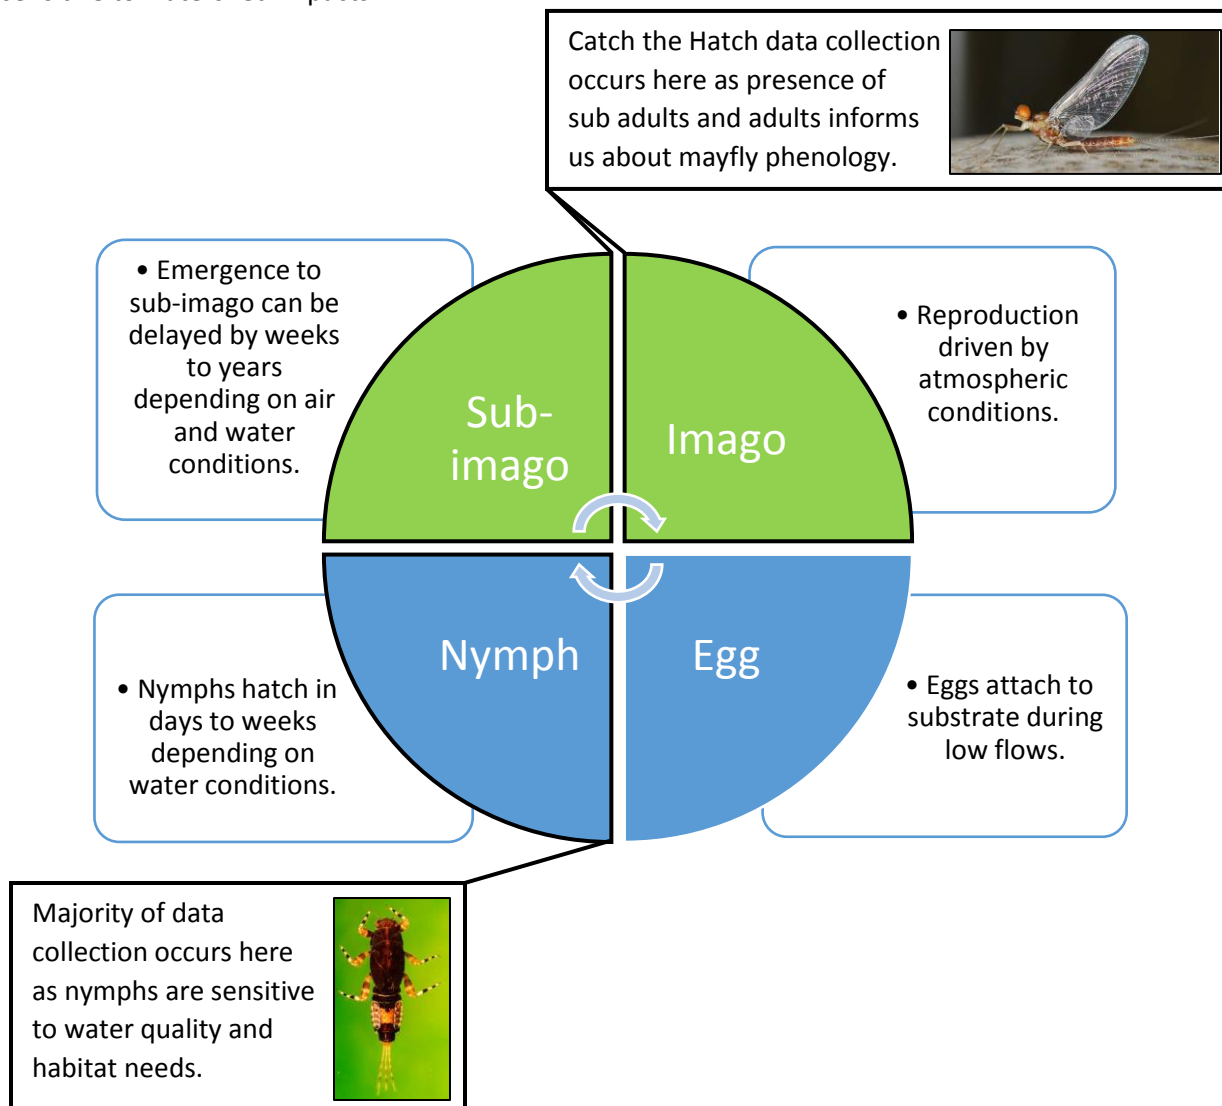 Catch the Hatch data collection
occurs here as presence of
sub adults and adults informs
us about mayfly phenology.
• Emergence to
sub-imago can be
delayed by weeks
to years
depending on air
and water
conditions.
• Reproduction
driven by
atmospheric
conditions.
Sub-
imago
Imago
Nymph
Egg
• Nymphs hatch in
days to weeks
depending on
water conditions.
• Eggs attach to
substrate during
low flows.
Majority of data
collection occurs here
as nymphs are sensitive
to water quality and
habitat needs.